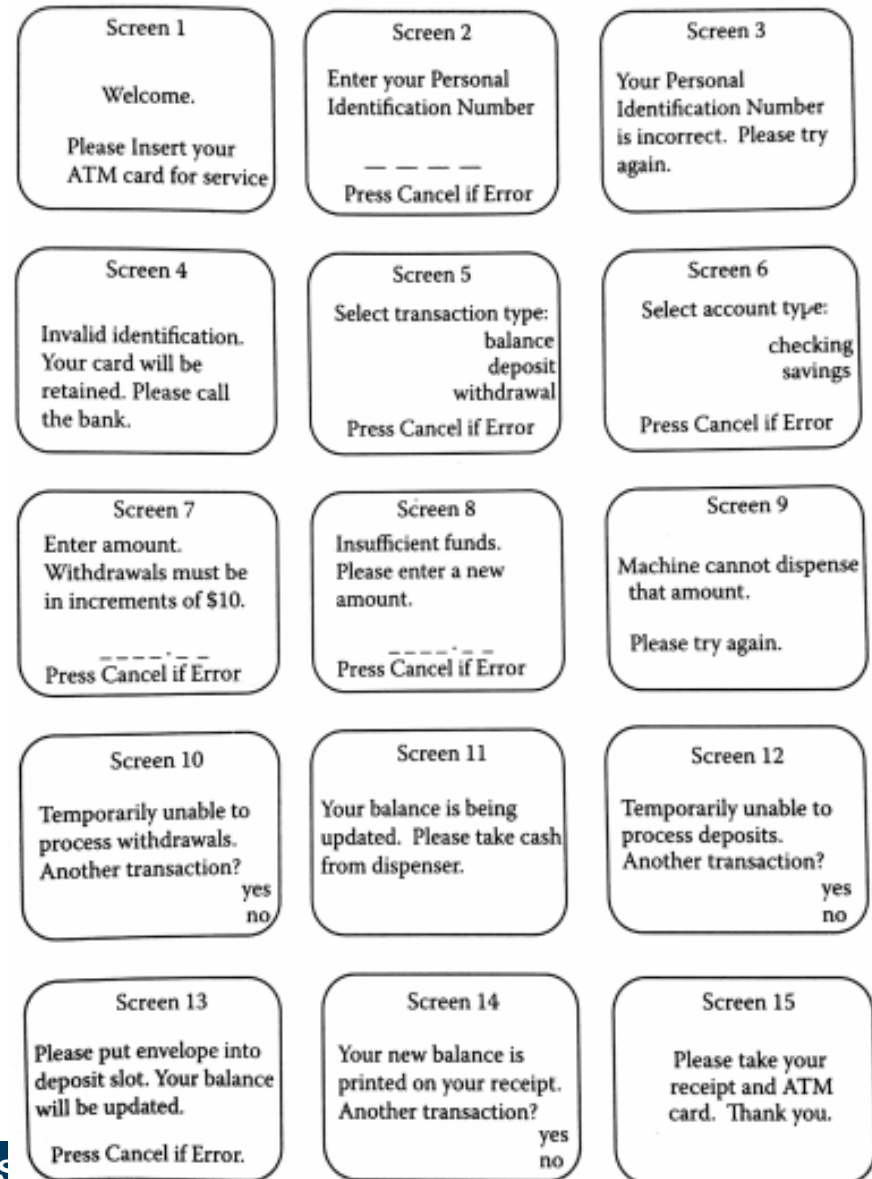 Screen 1
Welcome.
Please Insert your
ATM card for service
Screen 2
Enter your Personal
Identification Number
_ _ _ _
Press Cancel if Error
Screen 3
Your Personal
Identification Number
is incorrect. Please try
again.
Screen 4
Invalid identification.
Your card will be
retained. Please call
the bank.
Screen 5
Select transaction type:
balance
deposit
withdrawal
Press Cancel if Error
Screen 6
Select account type:
checking
savings
Press Cancel if Error
Screen 7
Enter amount.
Withdrawals must be
in increments of $10.
_ _ _ _ . _ _
Press Cancel if Error
Screen 8
Insufficient funds.
Please enter a new
amount.
_ _ _ _ . _ _
Press Cancel if Error
Screen 9
Machine cannot dispense
that amount.
Please try again.
Screen 10
Temporarily unable to
process withdrawals.
Another transaction?
yes
no
Screen 11
Your balance is being
updated. Please take cash
from dispenser.
Screen 12
Temporarily unable to
process deposits.
Another transaction?
yes
no
Screen 13
Please put envelope into
deposit slot. Your balance
will be updated.
Press Cancel if Error.
Screen 14
Your new balance is
printed on your receipt.
Another transaction?
yes
no
Screen 15
Please take your
receipt and ATM
card. Thank you.